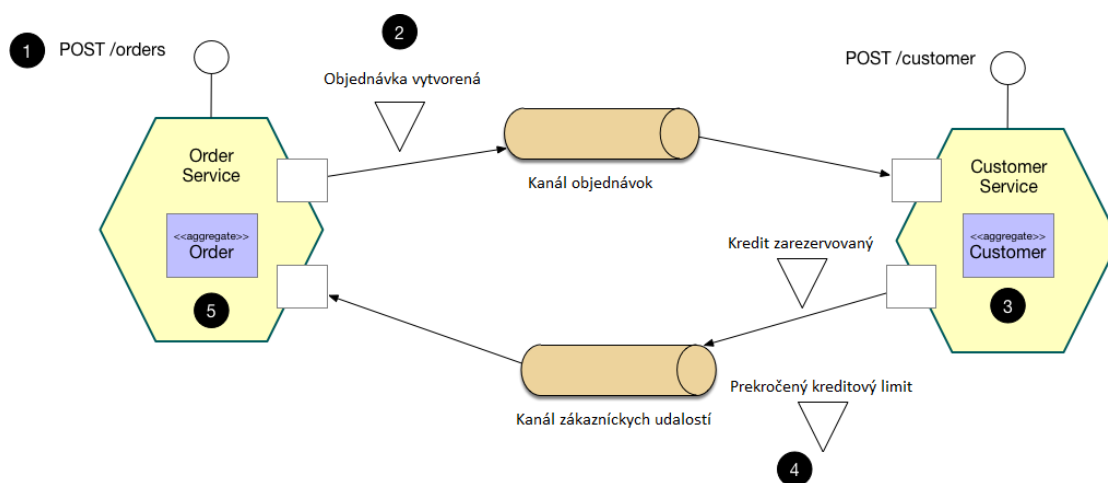 1
POST /orders
2
Objednávka vytvorená
POST /customer
Order
Service
<<aggregate>>
Order
5
Kanál objednávok
Customer
Service
<<aggregate>>
Customer
3
Kredit zarezervovaný
Kanál zákazníckych udalostí
Prekročený kreditový limit
4